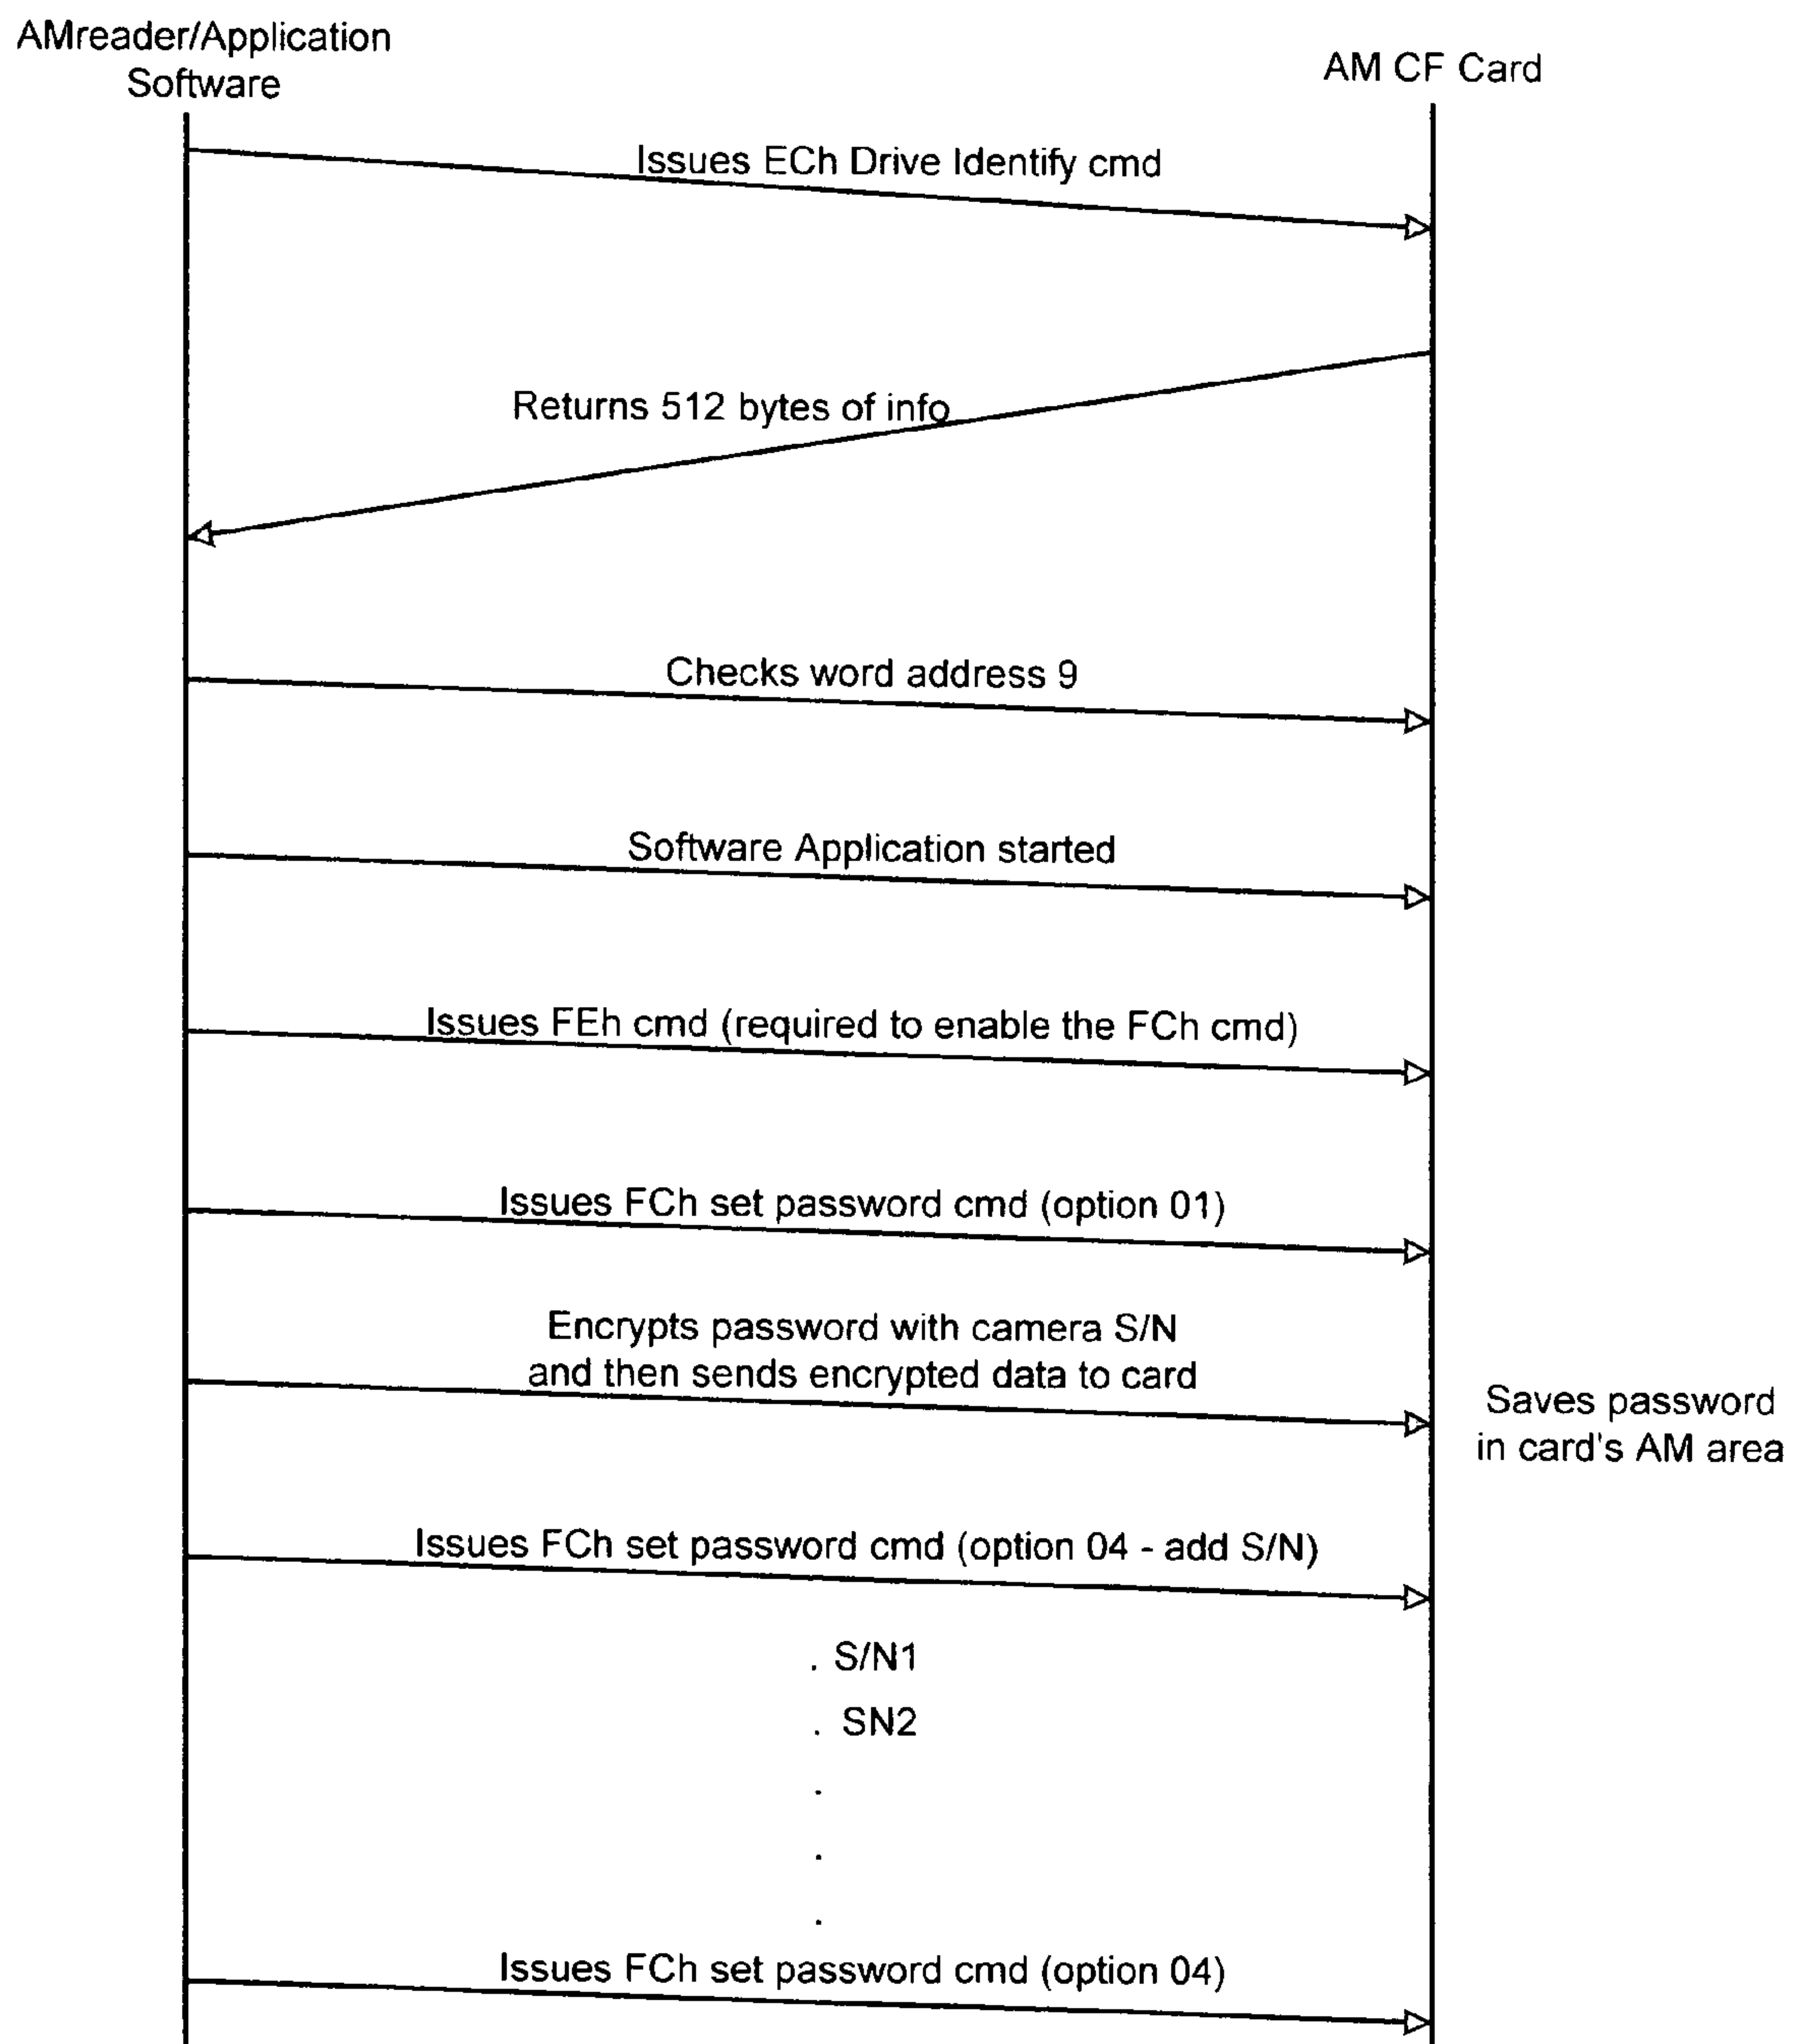 AMreader/Application
Software
AM CF Card
Issues ECh Drive Identify cmd
Returns 512 bytes of info
Checks word address 9
Software Application started
Issues FEh cmd (required to enable the FCh cmd)
Issues FCh set password cmd (option 01)
Encrypts password with camera S/N
and then sends encrypted data to card
Saves password
in card's AM area
Issues FCh set password cmd (option 04 - add S/N)
. S/N1
. SN2
.
.
.
Issues FCh set password cmd (option 04)